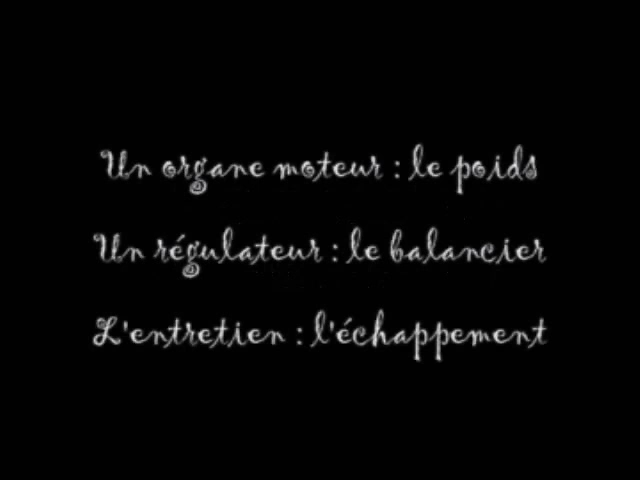 Un organe moteur : le poids
Un régulateur : le balancier
L'entretien : l'échappement